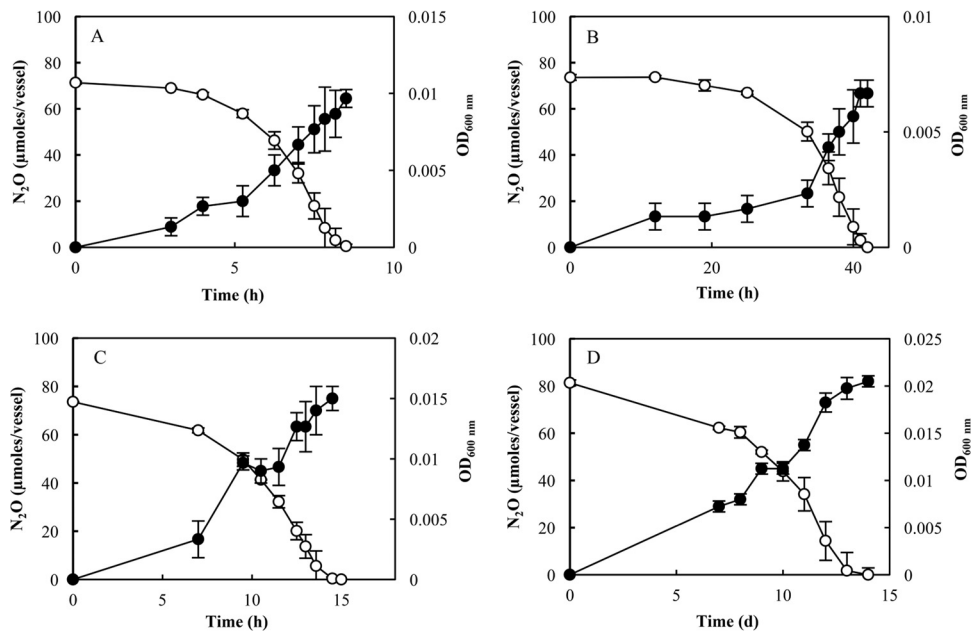 A
100
80
60
40
20
0
N₂O (µmoles/vessel)
0.015
0.01
0.005
0
OD₆₀₀ ₙₘ
0 5 10
Time (h)
B
100
80
60
40
20
0
N₂O (µmoles/vessel)
0.01
0.005
0
OD₆₀₀ ₙₘ
0 20 40
Time (h)
C
100
80
60
40
20
0
N₂O (µmoles/vessel)
0.02
0.015
0.01
0.005
0
OD₆₀₀ ₙₘ
0 5 10 15
Time (h)
D
100
80
60
40
20
0
N₂O (µmoles/vessel)
0.025
0.02
0.015
0.01
0.005
0
OD₆₀₀ ₙₘ
0 5 10 15
Time (d)